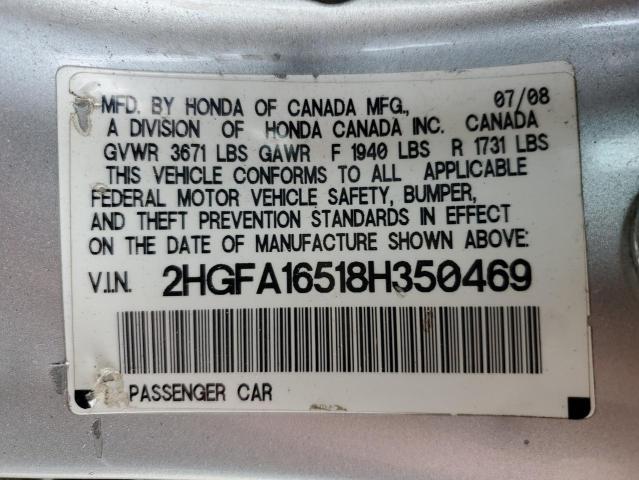 MFD. BY HONDA OF CANADA MFG., 07/08
A DIVISION OF HONDA CANADA INC. CANADA
GVWR 3671 LBS GAWR F 1940 LBS R 1731 LBS
THIS VEHICLE CONFORMS TO ALL APPLICABLE
FEDERAL MOTOR VEHICLE SAFETY, BUMPER,
AND THEFT PREVENTION STANDARDS IN EFFECT
ON THE DATE OF MANUFACTURE SHOWN ABOVE:
V.I.N. 2HGFA16518H350469
PASSENGER CAR